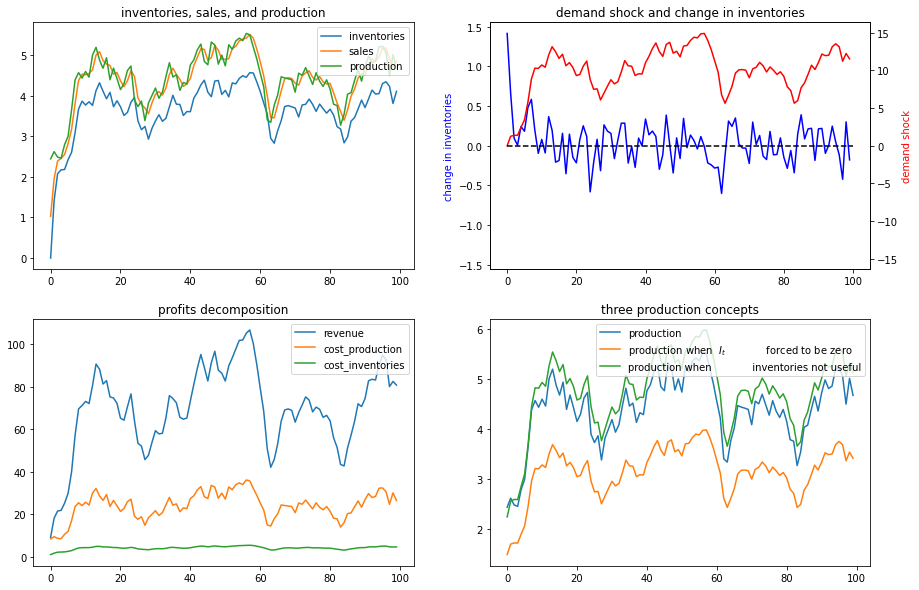 inventories, sales, and production
inventories
sales
production
5
4
3
2
1
0
0 20 40 60 80 100
demand shock and change in inventories
change in inventories
1.5
1.0
0.5
0.0
−0.5
−1.0
−1.5
15
10
5
0
−5
−10
−15
demand shock
0 20 40 60 80 100
profits decomposition
revenue
cost_production
cost_inventories
100
80
60
40
20
0
0 20 40 60 80 100
three production concepts
production
production when I_t forced to be zero
production when inventories not useful
6
5
4
3
2
0 20 40 60 80 100